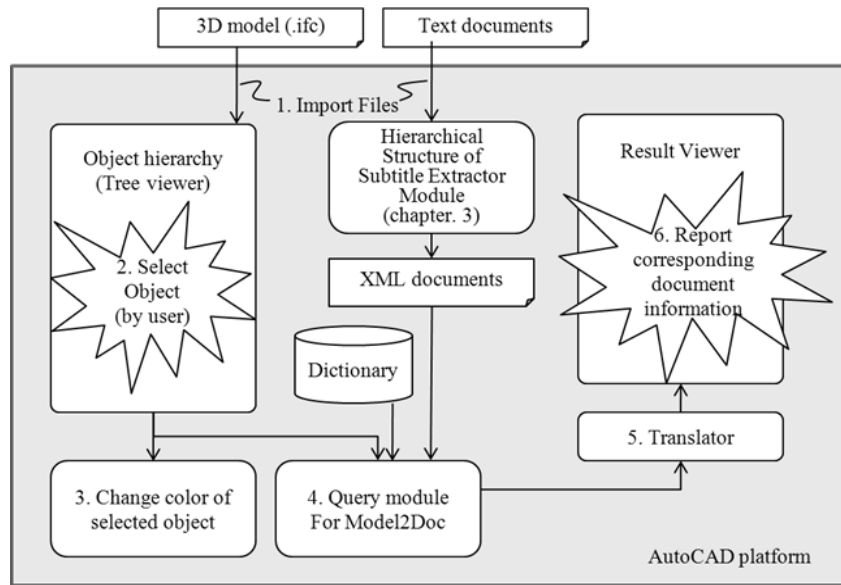 3D model (.ifc)
Text documents
1. Import Files
Object hierarchy
(Tree viewer)
2. Select
Object
(by user)
Hierarchical
Structure of
Subtitle Extractor
Module
(chapter. 3)
XML documents
Dictionary
Result Viewer
6. Report
corresponding
document
information
5. Translator
3. Change color of
selected object
4. Query module
For Model2Doc
AutoCAD platform